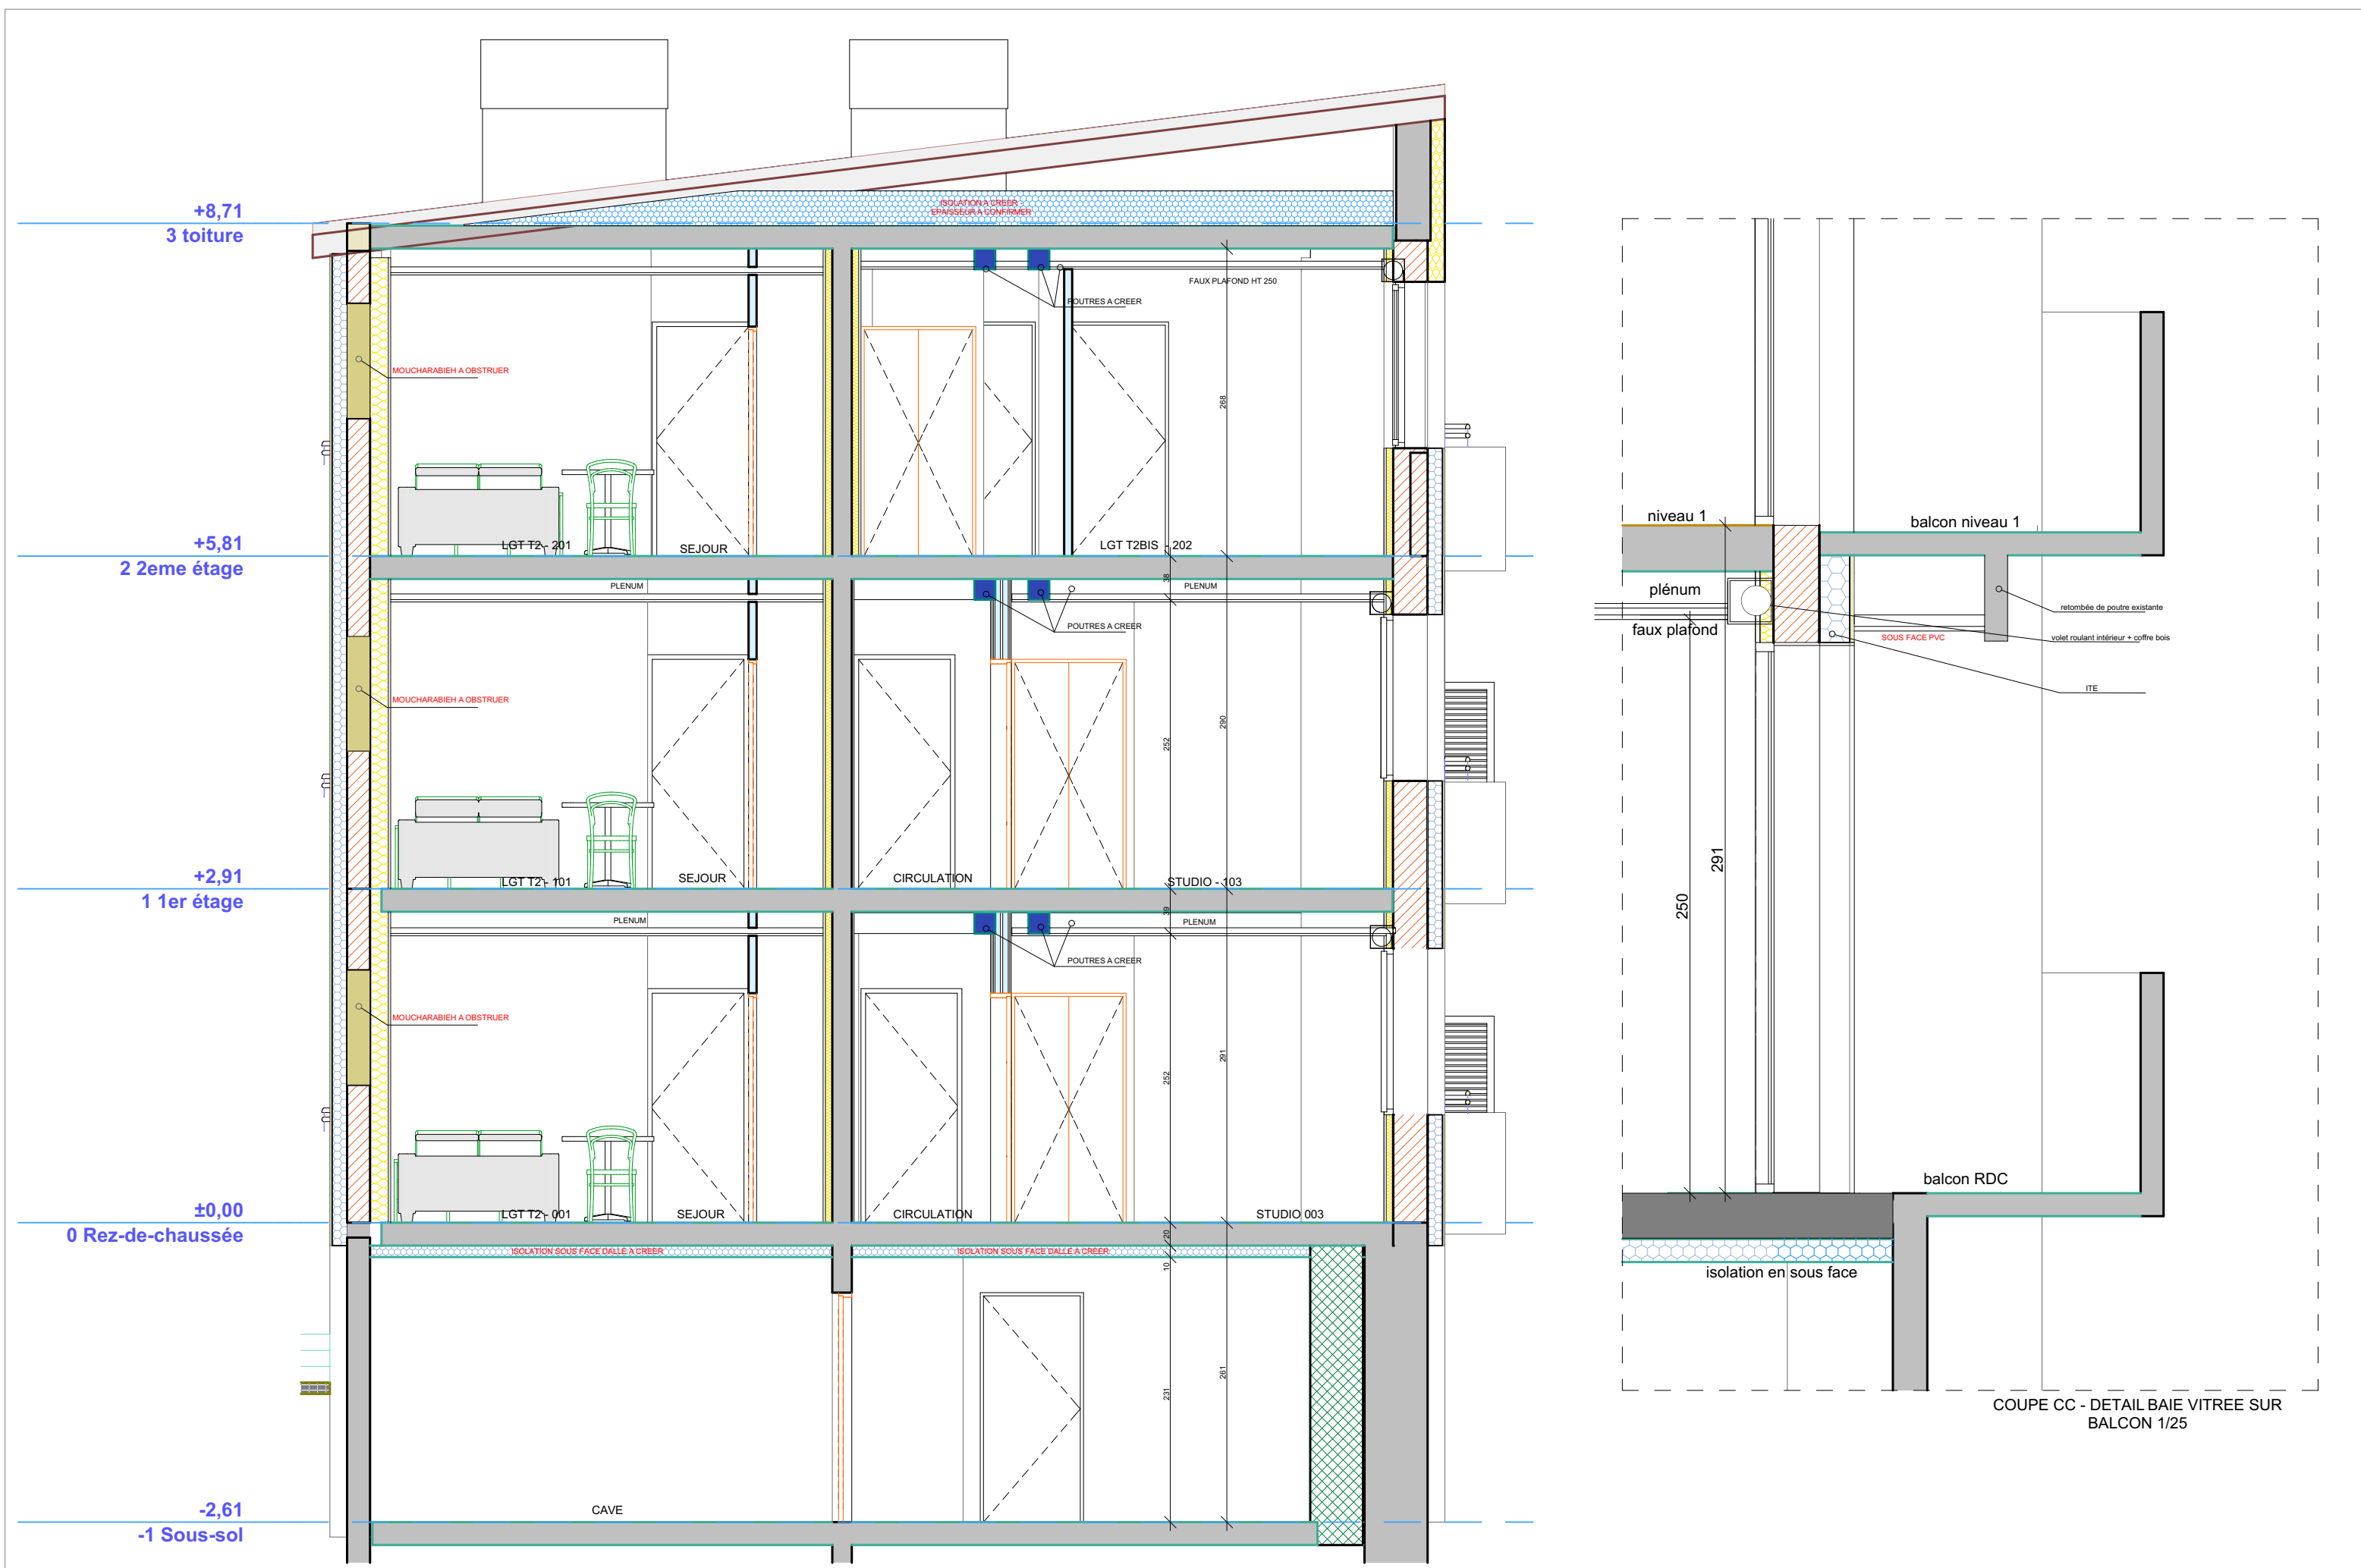 +8,71
3 toiture
ISOLATION A CREER -
EPAISSEUR A CONFIRMER
FAUX PLAFOND HT 250
POUTRES A CREER
MOUCHARABIEH A OBSTRUER
268
+5,81
2 2eme étage
LGT T2 - 201
SEJOUR
LGT T2BIS - 202
PLENUM
38
PLENUM
POUTRES A CREER
MOUCHARABIEH A OBSTRUER
252
290
+2,91
1 1er étage
LGT T2 - 101
SEJOUR
CIRCULATION
STUDIO - 103
PLENUM
39
PLENUM
POUTRES A CREER
MOUCHARABIEH A OBSTRUER
252
291
±0,00
0 Rez-de-chaussée
LGT T2 - 001
SEJOUR
CIRCULATION
STUDIO 003
20
ISOLATION SOUS FACE DALLE A CREER
ISOLATION SOUS FACE DALLE A CREER
10
231
261
-2,61
-1 Sous-sol
CAVE
niveau 1
balcon niveau 1
plénum
faux plafond
retombée de poutre existante
SOUS FACE PVC
volet roulant intérieur + coffre bois
ITE
250
291
balcon RDC
isolation en sous face
COUPE CC - DETAIL BAIE VITREE SUR
BALCON 1/25